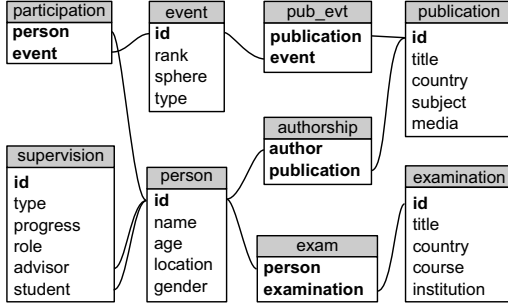 participation
person
event
event
id
rank
sphere
type
pub_evt
publication
event
publication
id
title
country
subject
media
supervision
id
type
progress
role
advisor
student
person
id
name
age
location
gender
authorship
author
publication
exam
person
examination
examination
id
title
country
course
institution